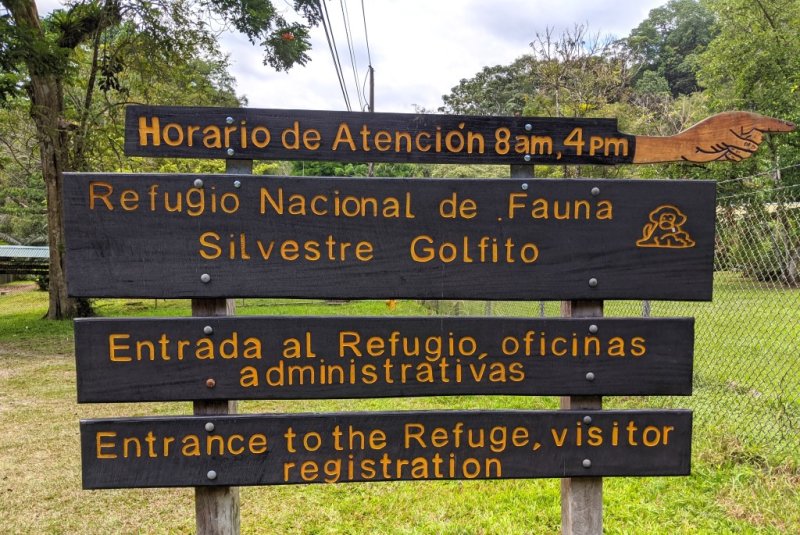 Horario de Atención 8am, 4pm
Refugio Nacional de Fauna
Silvestre Golfito
Entrada al Refugio, oficinas
administrativas
Entrance to the Refuge, visitor
registration